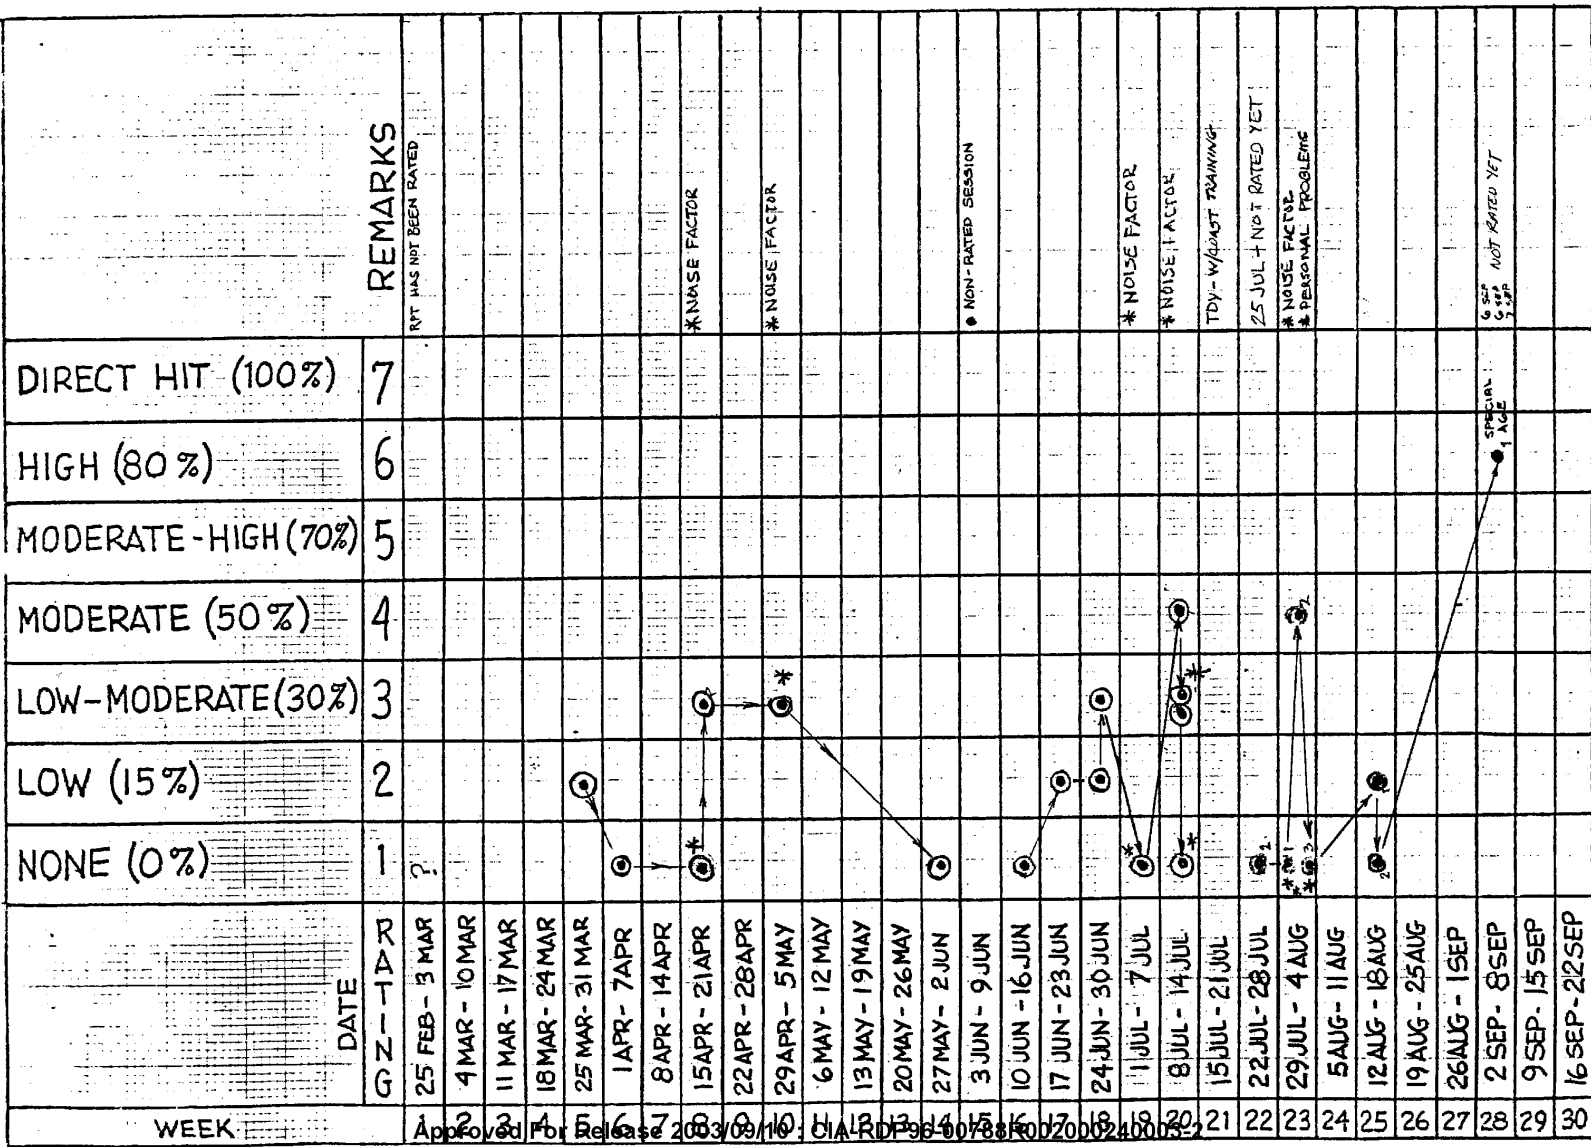 REMARKS
RPT HAS NOT BEEN RATED
*NOISE FACTOR
*NOISE FACTOR
• NON-RATED SESSION
* NOISE FACTOR
* NOISE FACTOR
TDY - W/COAST TRAINING
25 JUL + NOT RATED YET
* NOISE FACTOR
* PERSONAL PROBLEMS
6 SEP
6 SEP
7 SEP
NOT RATED YET
DIRECT HIT (100%) 7
SPECIAL
HIGH (80%) 6
MODERATE-HIGH (70%) 5
MODERATE (50%) 4
2
LOW-MODERATE (30%) 3
* *
LOW (15%) 2
NONE (0%) 1 ?
* * * 1 3 2
DATE
RATING
25 FEB - 3 MAR
4 MAR - 10 MAR
11 MAR - 17 MAR
18 MAR - 24 MAR
25 MAR - 31 MAR
1 APR - 7 APR
8 APR - 14 APR
15 APR - 21 APR
22 APR - 28 APR
29 APR - 5 MAY
6 MAY - 12 MAY
13 MAY - 19 MAY
20 MAY - 26 MAY
27 MAY - 2 JUN
3 JUN - 9 JUN
10 JUN - 16 JUN
17 JUN - 23 JUN
24 JUN - 30 JUN
1 JUL - 7 JUL
8 JUL - 14 JUL
15 JUL - 21 JUL
22 JUL - 28 JUL
29 JUL - 4 AUG
5 AUG - 11 AUG
12 AUG - 18 AUG
19 AUG - 25 AUG
26 AUG - 1 SEP
2 SEP - 8 SEP
9 SEP - 15 SEP
16 SEP - 22 SEP
WEEK 1 2 3 4 5 6 7 8 9 10 11 12 13 14 15 16 17 18 19 20 21 22 23 24 25 26 27 28 29 30
Approved For Release 2003/09/10 : CIA-RDP96-00788R002000240005-2